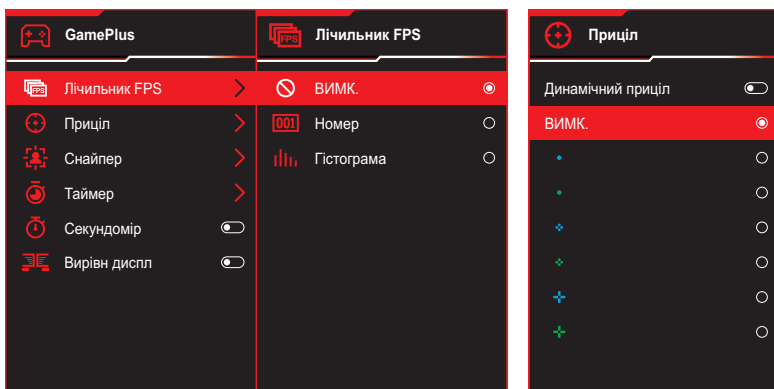 GamePlus
Лічильник FPS
Приціл
Снайпер
Таймер
Секундомір
Вирівн диспл
FPS
Лічильник FPS
ВИМК.
001 Номер
Гістограма
Приціл
Динамічний приціл
ВИМК.